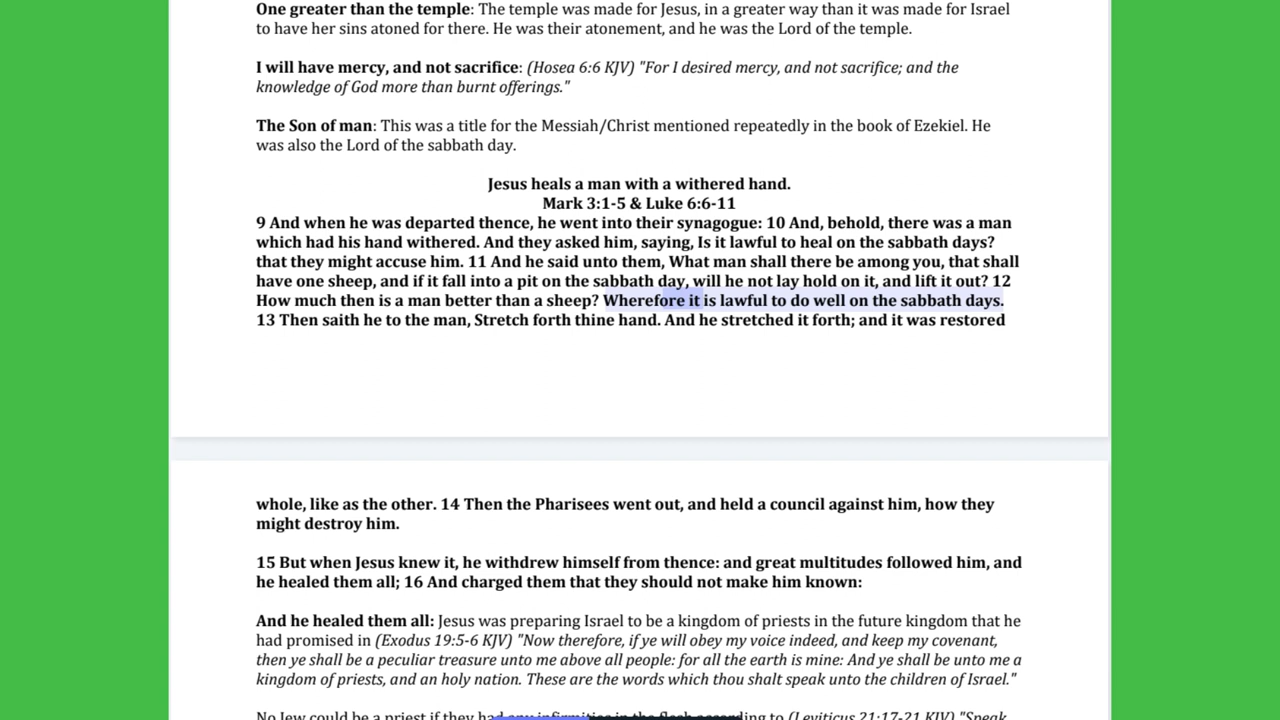 One greater than the temple: The temple was made for Jesus, in a greater way than it was made for Israel
to have her sins atoned for there. He was their atonement, and he was the Lord of the temple.
I will have mercy, and not sacrifice: (Hosea 6:6 KJV) "For I desired mercy, and not sacrifice; and the
knowledge of God more than burnt offerings."
The Son of man: This was a title for the Messiah/Christ mentioned repeatedly in the book of Ezekiel. He
was also the Lord of the sabbath day.
Jesus heals a man with a withered hand.
Mark 3:1-5 & Luke 6:6-11
9 And when he was departed thence, he went into their synagogue: 10 And, behold, there was a man
which had his hand withered. And they asked him, saying, Is it lawful to heal on the sabbath days?
that they might accuse him. 11 And he said unto them, What man shall there be among you, that shall
have one sheep, and if it fall into a pit on the sabbath day, will he not lay hold on it, and lift it out? 12
How much then is a man better than a sheep? Wherefore it is lawful to do well on the sabbath days.
13 Then saith he to the man, Stretch forth thine hand. And he stretched it forth; and it was restored
whole, like as the other. 14 Then the Pharisees went out, and held a council against him, how they
might destroy him.
15 But when Jesus knew it, he withdrew himself from thence: and great multitudes followed him, and
he healed them all; 16 And charged them that they should not make him known:
And he healed them all: Jesus was preparing Israel to be a kingdom of priests in the future kingdom that he
had promised in (Exodus 19:5-6 KJV) "Now therefore, if ye will obey my voice indeed, and keep my covenant,
then ye shall be a peculiar treasure unto me above all people: for all the earth is mine: And ye shall be unto me a
kingdom of priests, and an holy nation. These are the words which thou shalt speak unto the children of Israel."
No Jew could be a priest if they had any infirmities in the flesh according to (Leviticus 21:17-21 KJV) "Speak